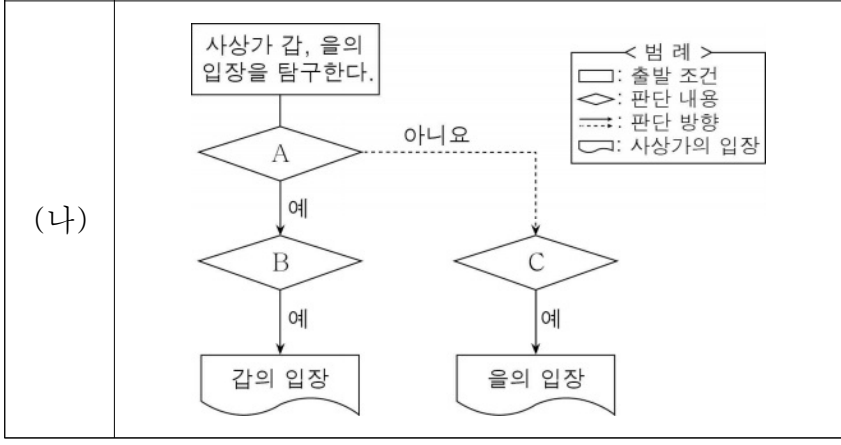 (나)
사상가 갑, 을의
입장을 탐구한다.
< 범 례 >
: 출발 조건
: 판단 내용
: 판단 방향
: 사상가의 입장
A
아니요
예
B
C
예
예
갑의 입장
을의 입장